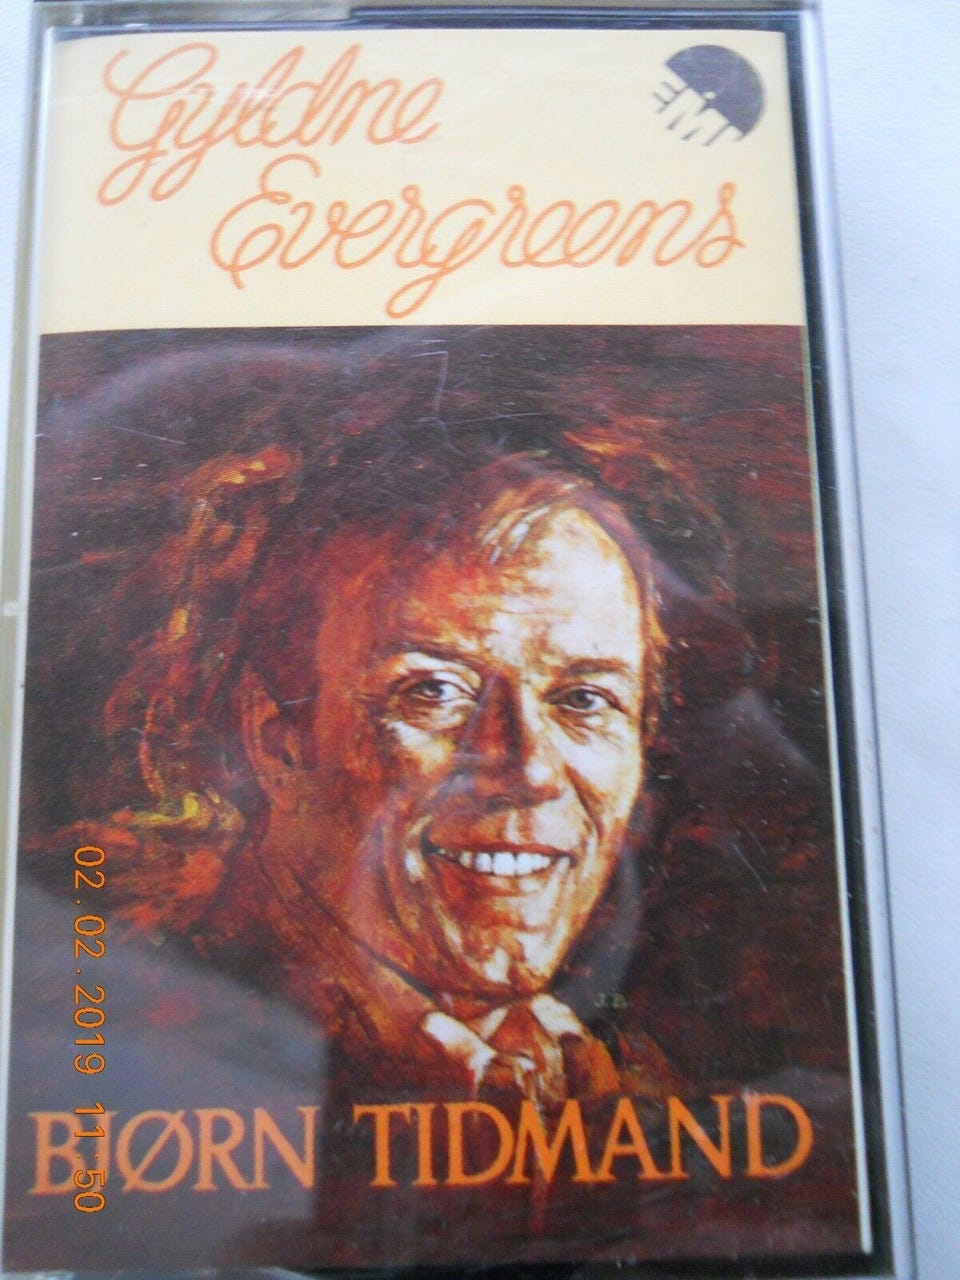 Gyldne
EMI
Evergreens
J.B.
02.02.2019 11:50
BJØRN TIDMAND